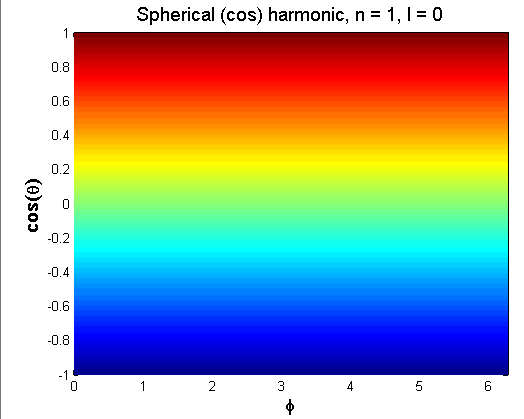 Spherical (cos) harmonic, n = 1, l = 0
1
0.8
0.6
0.4
0.2
0
-0.2
-0.4
-0.6
-0.8
-1
cos(θ)
0 1 2 3 4 5 6
ϕ